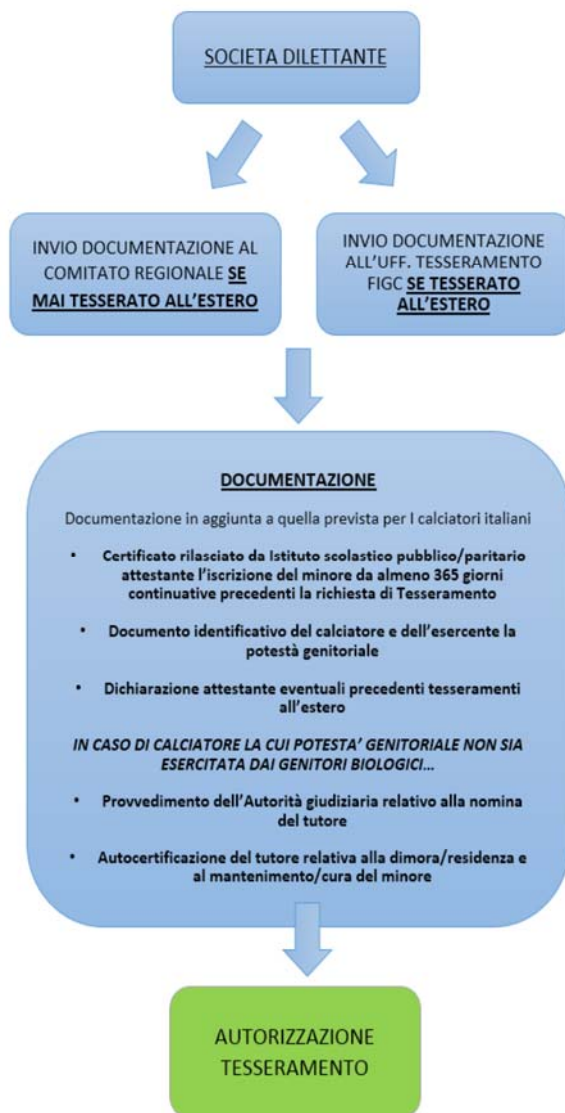 SOCIETA DILETTANTE
INVIO DOCUMENTAZIONE AL
COMITATO REGIONALE SE
MAI TESSERATO ALL'ESTERO
INVIO DOCUMENTAZIONE
ALL'UFF. TESSERAMENTO
FIGC SE TESSERATO
ALL'ESTERO
DOCUMENTAZIONE
Documentazione in aggiunta a quella prevista per I calciatori italiani
• Certificato rilasciato da Istituto scolastico pubblico/paritario
attestante l'iscrizione del minore da almeno 365 giorni
continuative precedenti la richiesta di Tesseramento
• Documento identificativo del calciatore e dell'esercente la
potestà genitoriale
• Dichiarazione attestante eventuali precedenti tesseramenti
all'estero
IN CASO DI CALCIATORE LA CUI POTESTA' GENITORIALE NON SIA
ESERCITATA DAI GENITORI BIOLOGICI...
• Provvedimento dell'Autorità giudiziaria relativo alla nomina
del tutore
• Autocertificazione del tutore relativa alla dimora/residenza e
al mantenimento/cura del minore
AUTORIZZAZIONE
TESSERAMENTO